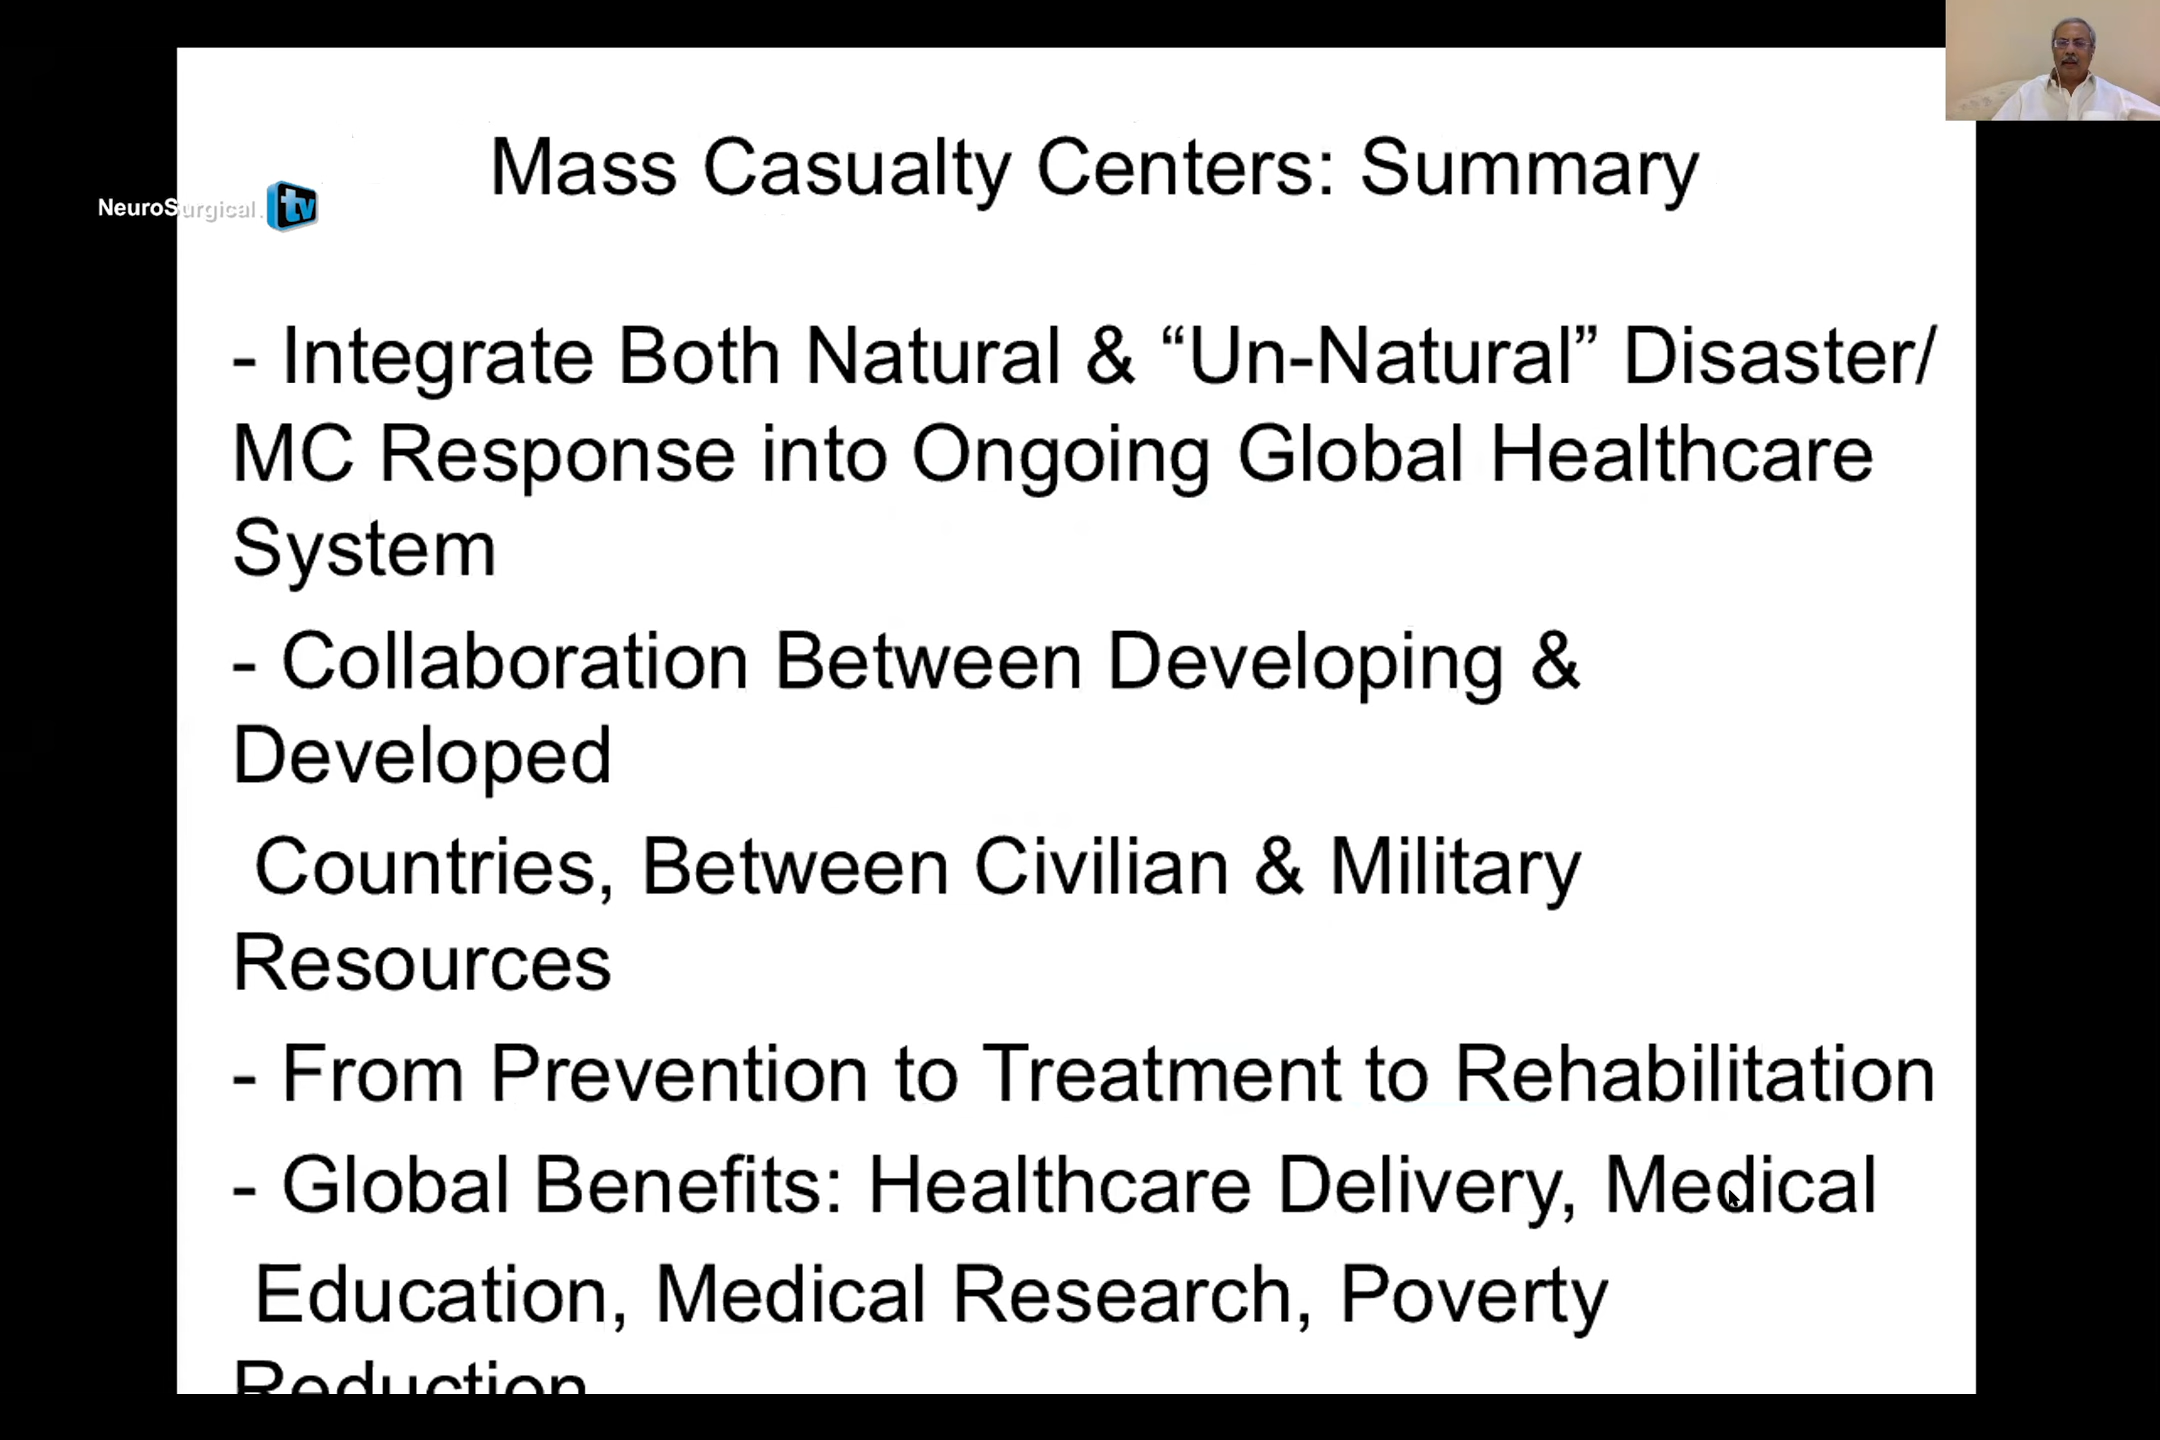 Mass Casualty Centers: Summary
NeuroSurgical.tv
- Integrate Both Natural & “Un-Natural” Disaster/
MC Response into Ongoing Global Healthcare
System
- Collaboration Between Developing &
Developed
Countries, Between Civilian & Military
Resources
- From Prevention to Treatment to Rehabilitation
- Global Benefits: Healthcare Delivery, Medical
Education, Medical Research, Poverty
Reduction